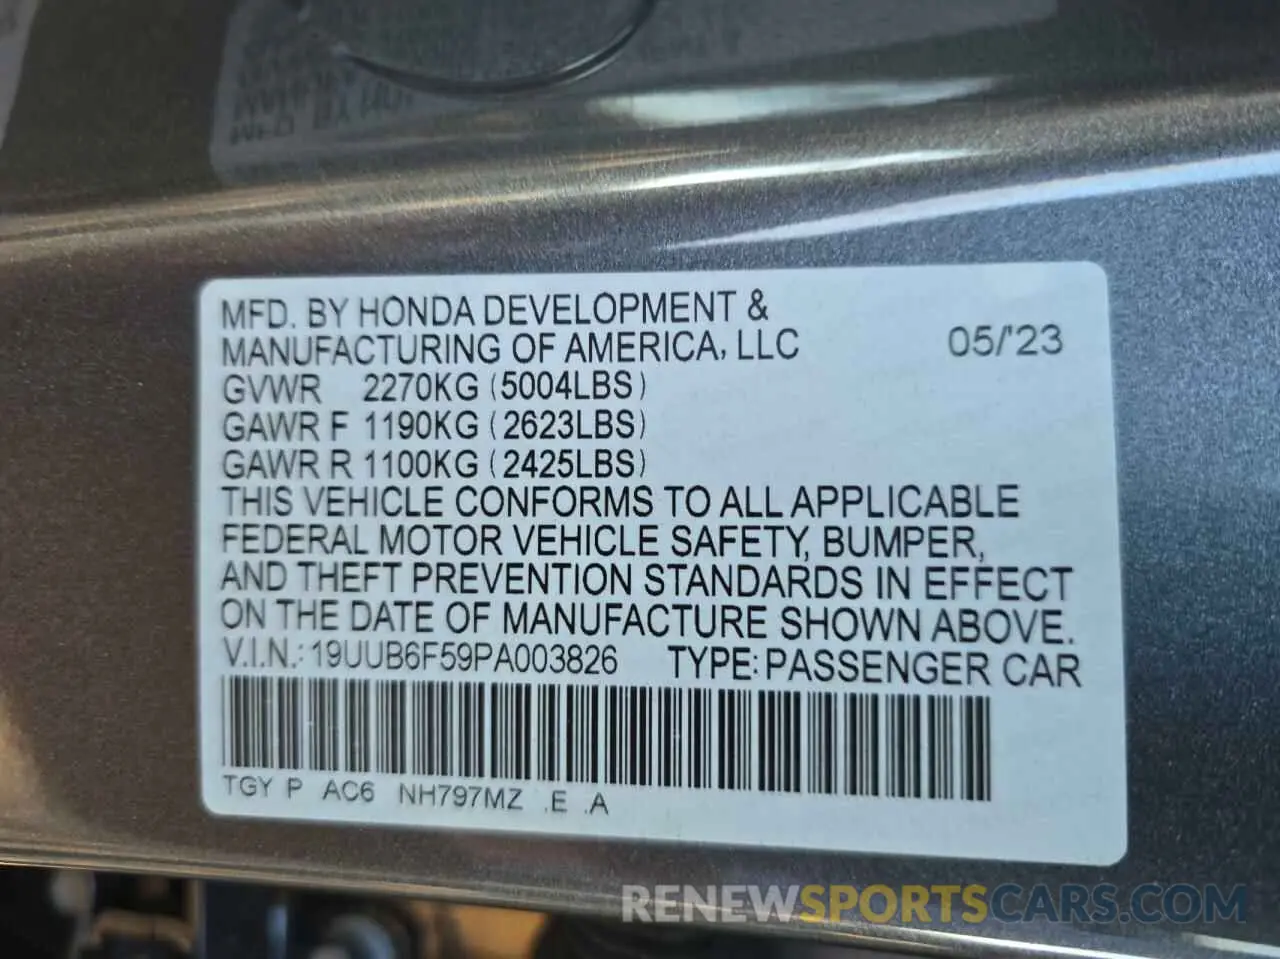 MFD. BY HONDA DEVELOPMENT &
MANUFACTURING OF AMERICA, LLC 05/'23
GVWR 2270KG (5004LBS)
GAWR F 1190KG (2623LBS)
GAWR R 1100KG (2425LBS)
THIS VEHICLE CONFORMS TO ALL APPLICABLE
FEDERAL MOTOR VEHICLE SAFETY, BUMPER,
AND THEFT PREVENTION STANDARDS IN EFFECT
ON THE DATE OF MANUFACTURE SHOWN ABOVE.
V.I.N.: 19UUB6F59PA003826 TYPE: PASSENGER CAR
TGY P AC6 NH797MZ .E .A
RENEWSPORTSCARS.COM